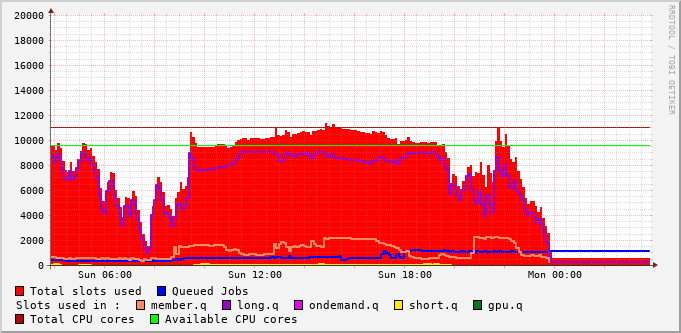 20000
18000
16000
14000
12000
10000
8000
6000
4000
2000
0
Sun 06:00 Sun 12:00 Sun 18:00 Mon 00:00
Total slots used Queued Jobs
Slots used in : member.q long.q ondemand.q short.q gpu.q
Total CPU cores Available CPU cores
RRDTOOL / TOBI OETIKER